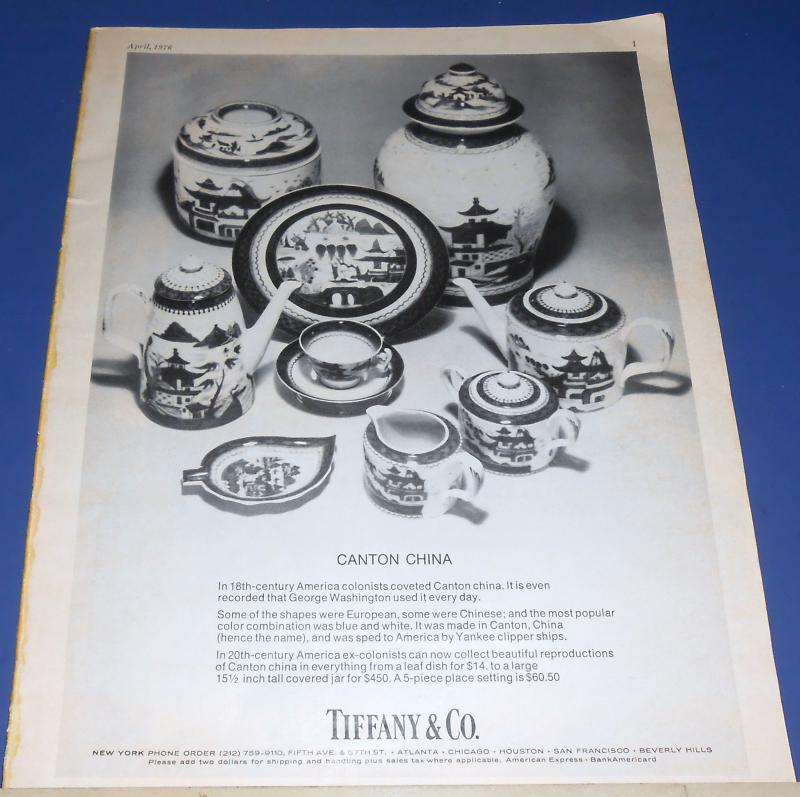 April, 1976
1
CANTON CHINA
In 18th-century America colonists coveted Canton china. It is even
recorded that George Washington used it every day.
Some of the shapes were European, some were Chinese; and the most popular
color combination was blue and white. It was made in Canton, China
(hence the name), and was sped to America by Yankee clipper ships.
In 20th-century America ex-colonists can now collect beautiful reproductions
of Canton china in everything from a leaf dish for $14. to a large
15½ inch tall covered jar for $450. A 5-piece place setting is $60.50
TIFFANY & CO.
NEW YORK PHONE ORDER (212) 759-9110, FIFTH AVE. & 57TH ST. • ATLANTA • CHICAGO • HOUSTON • SAN FRANCISCO • BEVERLY HILLS
Please add two dollars for shipping and handling plus sales tax where applicable. American Express • BankAmericard